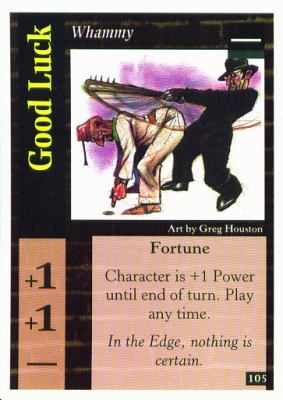 Good Luck
Whammy
Art by Greg Houston
+1
+1
Fortune
Character is +1 Power
until end of turn. Play
any time.
In the Edge, nothing is
certain.
105